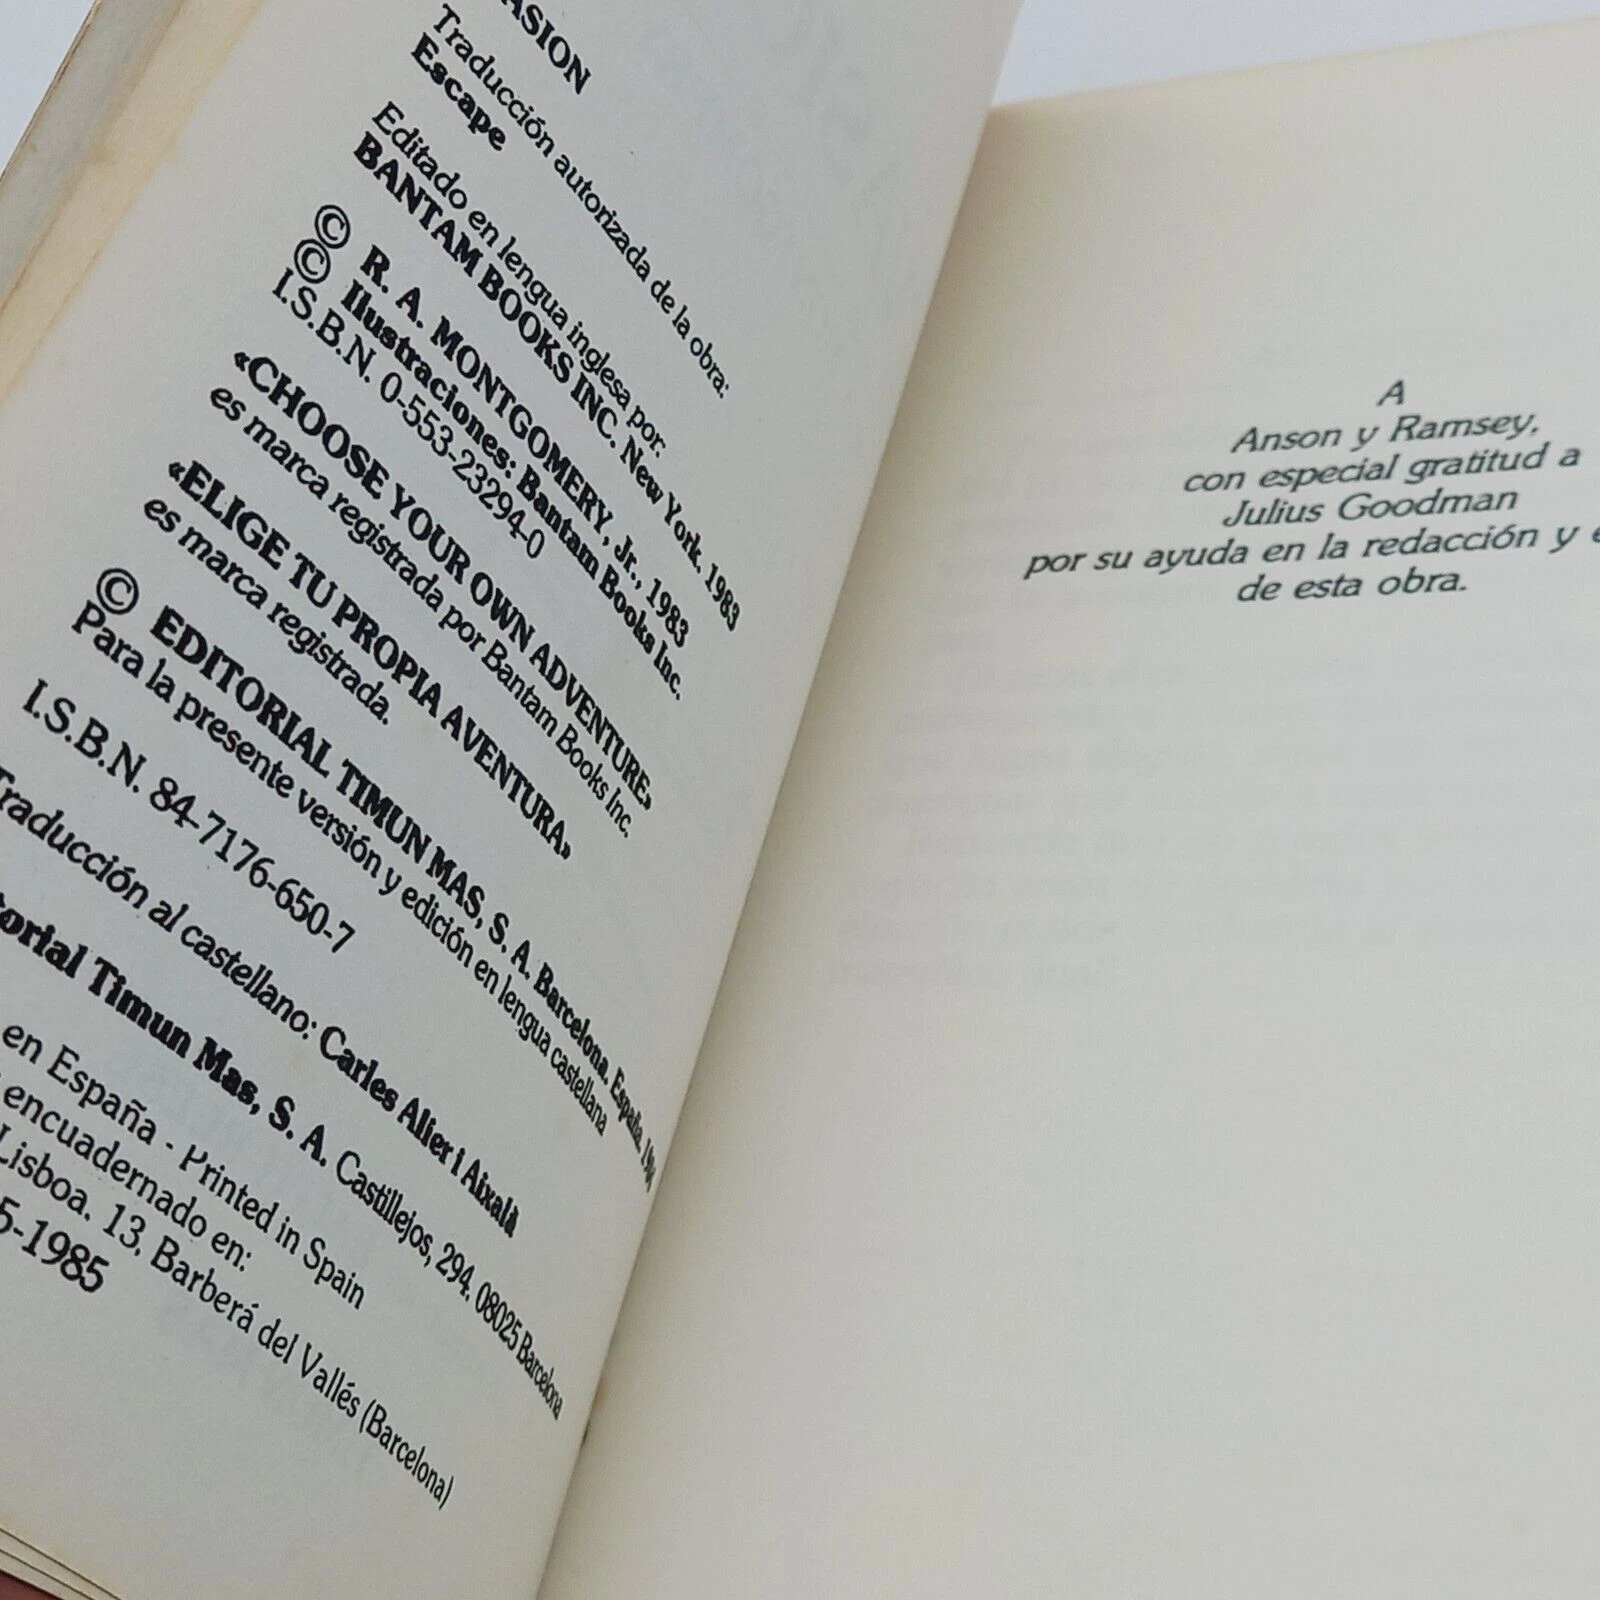 ASION
Traducción autorizada de la obra:
Escape
Editado en lengua inglesa por:
BANTAM BOOKS INC. New York. 1983
© R. A. MONTGOMERY, Jr., 1983
© Ilustraciones: Bantam Books Inc.
I.S.B.N. 0-553-23294-0
«CHOOSE YOUR OWN ADVENTURE»
es marca registrada por Bantam Books Inc.
«ELIGE TU PROPIA AVENTURA»
es marca registrada.
© EDITORIAL TIMUN MAS, S. A. Barcelona, España, 1984
Para la presente versión y edición en lengua castellana
I.S.B.N. 84-7176-650-7
Traducción al castellano: Carles Alier i Aixalà
torial Timun Mas, S. A. Castillejos, 294. 08025 Barcelona
en España - Printed in Spain
encuadernado en:
Lisboa, 13, Barberá del Vallés (Barcelona)
5-1985
A
Anson y Ramsey,
con especial gratitud a
Julius Goodman
por su ayuda en la redacción y e
de esta obra.